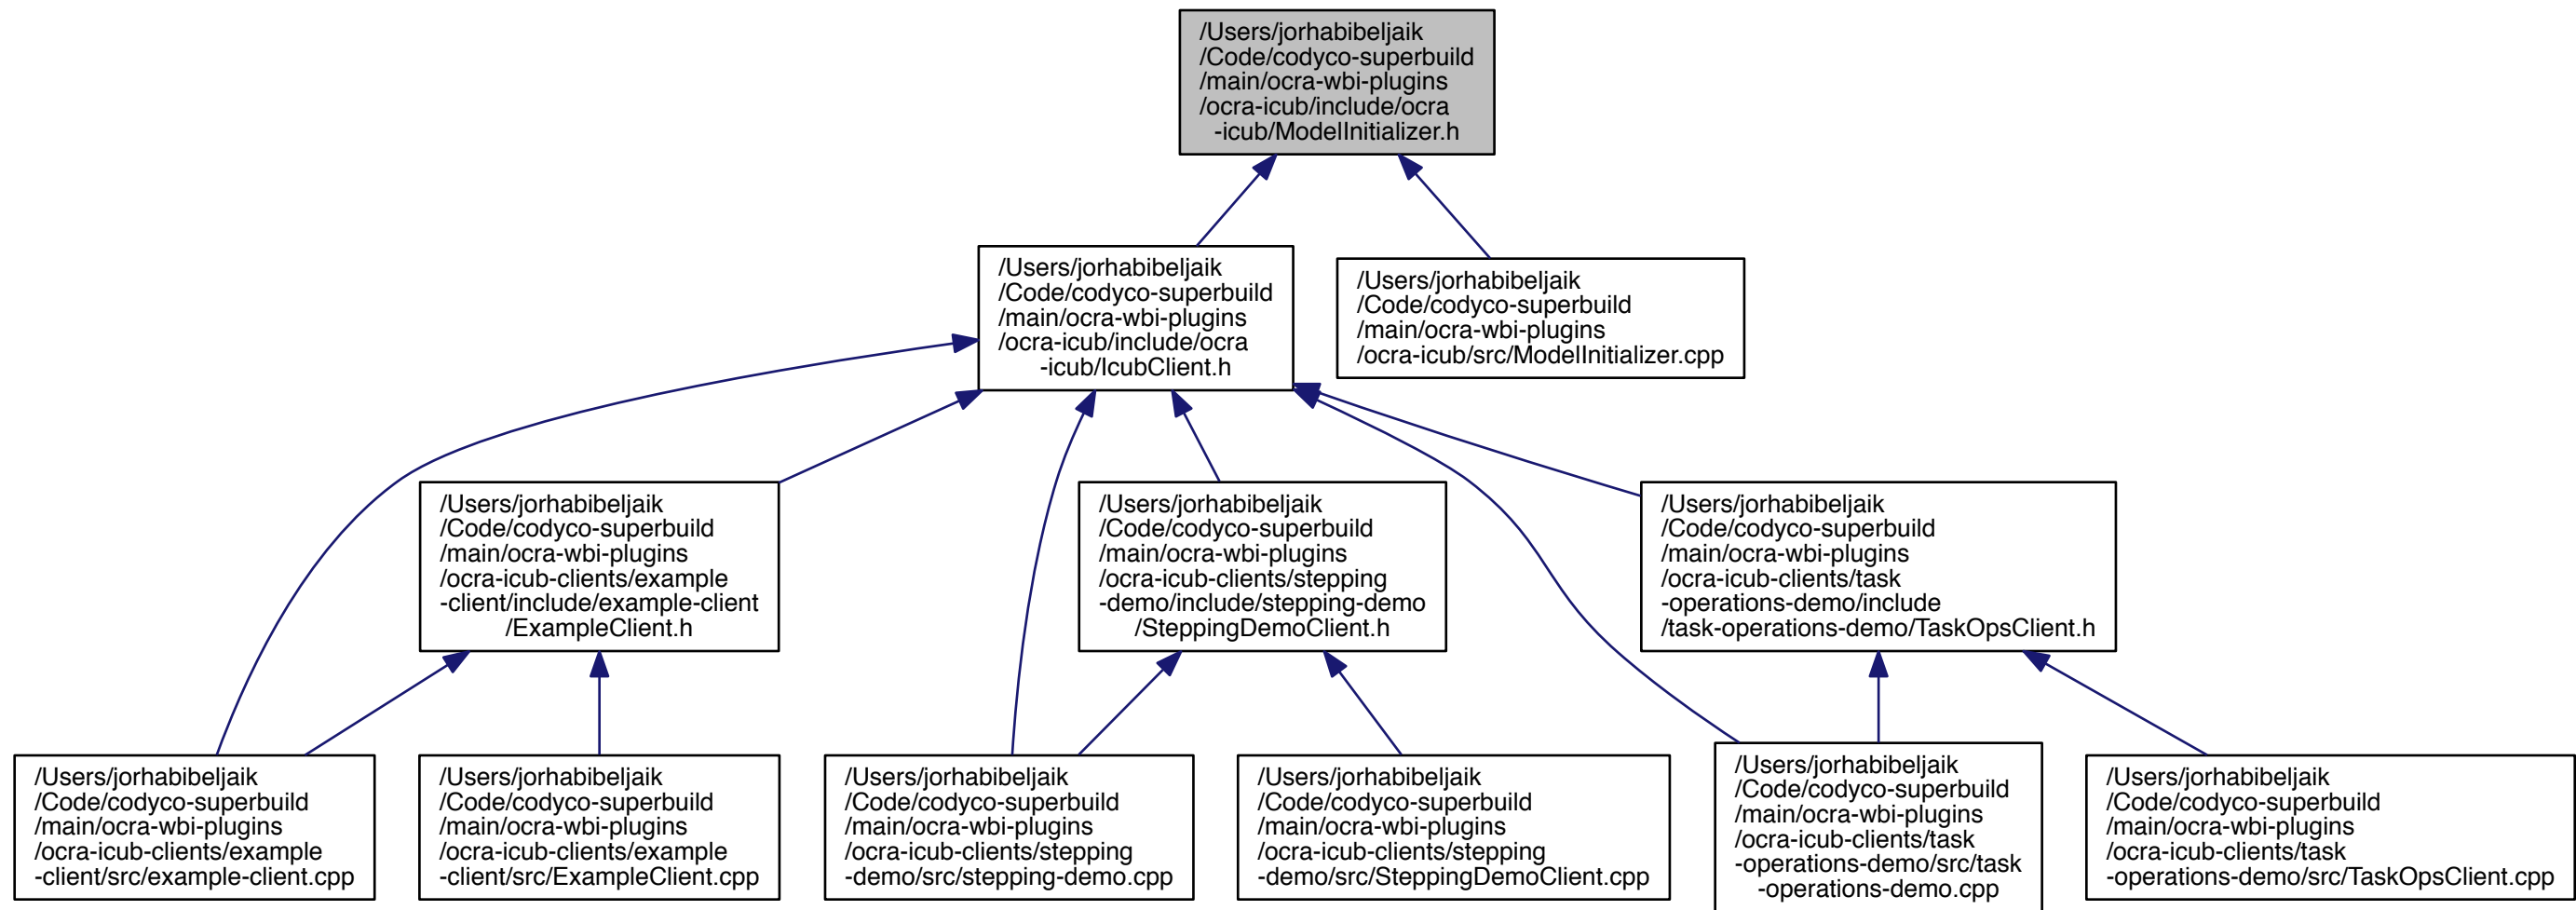 /Users/jorhabibeljaik
/Code/codyco-superbuild
/main/ocra-wbi-plugins
/ocra-icub/include/ocra
-icub/ModelInitializer.h
/Users/jorhabibeljaik
/Code/codyco-superbuild
/main/ocra-wbi-plugins
/ocra-icub/include/ocra
-icub/IcubClient.h
/Users/jorhabibeljaik
/Code/codyco-superbuild
/main/ocra-wbi-plugins
/ocra-icub/src/ModelInitializer.cpp
/Users/jorhabibeljaik
/Code/codyco-superbuild
/main/ocra-wbi-plugins
/ocra-icub-clients/example
-client/include/example-client
/ExampleClient.h
/Users/jorhabibeljaik
/Code/codyco-superbuild
/main/ocra-wbi-plugins
/ocra-icub-clients/stepping
-demo/include/stepping-demo
/SteppingDemoClient.h
/Users/jorhabibeljaik
/Code/codyco-superbuild
/main/ocra-wbi-plugins
/ocra-icub-clients/task
-operations-demo/include
/task-operations-demo/TaskOpsClient.h
/Users/jorhabibeljaik
/Code/codyco-superbuild
/main/ocra-wbi-plugins
/ocra-icub-clients/example
-client/src/example-client.cpp
/Users/jorhabibeljaik
/Code/codyco-superbuild
/main/ocra-wbi-plugins
/ocra-icub-clients/example
-client/src/ExampleClient.cpp
/Users/jorhabibeljaik
/Code/codyco-superbuild
/main/ocra-wbi-plugins
/ocra-icub-clients/stepping
-demo/src/stepping-demo.cpp
/Users/jorhabibeljaik
/Code/codyco-superbuild
/main/ocra-wbi-plugins
/ocra-icub-clients/stepping
-demo/src/SteppingDemoClient.cpp
/Users/jorhabibeljaik
/Code/codyco-superbuild
/main/ocra-wbi-plugins
/ocra-icub-clients/task
-operations-demo/src/task
-operations-demo.cpp
/Users/jorhabibeljaik
/Code/codyco-superbuild
/main/ocra-wbi-plugins
/ocra-icub-clients/task
-operations-demo/src/TaskOpsClient.cpp